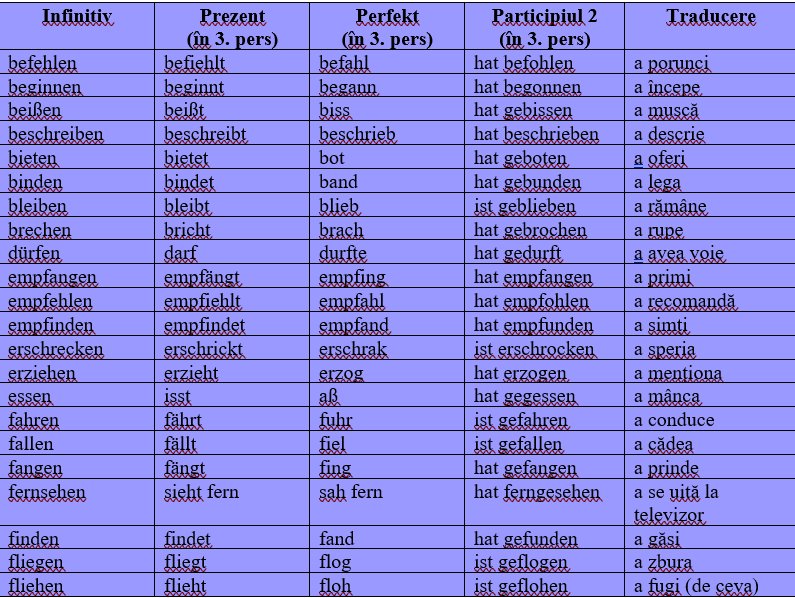 Infinitiv Prezent Perfekt Participiul 2 Traducere
(în 3. pers) (în 3. pers) (în 3. pers)
befehlen befiehlt befahl hat befohlen a porunci
beginnen beginnt begann hat begonnen a începe
beißen beißt biss hat gebissen a mușcă
beschreiben beschreibt beschrieb hat beschrieben a descrie
bieten bietet bot hat geboten a oferi
binden bindet band hat gebunden a lega
bleiben bleibt blieb ist geblieben a rămâne
brechen bricht brach hat gebrochen a rupe
dürfen darf durfte hat gedurft a avea voie
empfangen empfängt empfing hat empfangen a primi
empfehlen empfiehlt empfahl hat empfohlen a recomandă
empfinden empfindet empfand hat empfunden a simti
erschrecken erschrickt erschrak ist erschrocken a speria
erziehen erzieht erzog hat erzogen a mentiona
essen isst aß hat gegessen a mânca
fahren fährt fuhr ist gefahren a conduce
fallen fällt fiel ist gefallen a cădea
fangen fängt fing hat gefangen a prinde
fernsehen sieht fern sah fern hat ferngesehen a se uită la
televizor
finden findet fand hat gefunden a găsi
fliegen fliegt flog ist geflogen a zbura
fliehen flieht floh ist geflohen a fugi (de ceva)